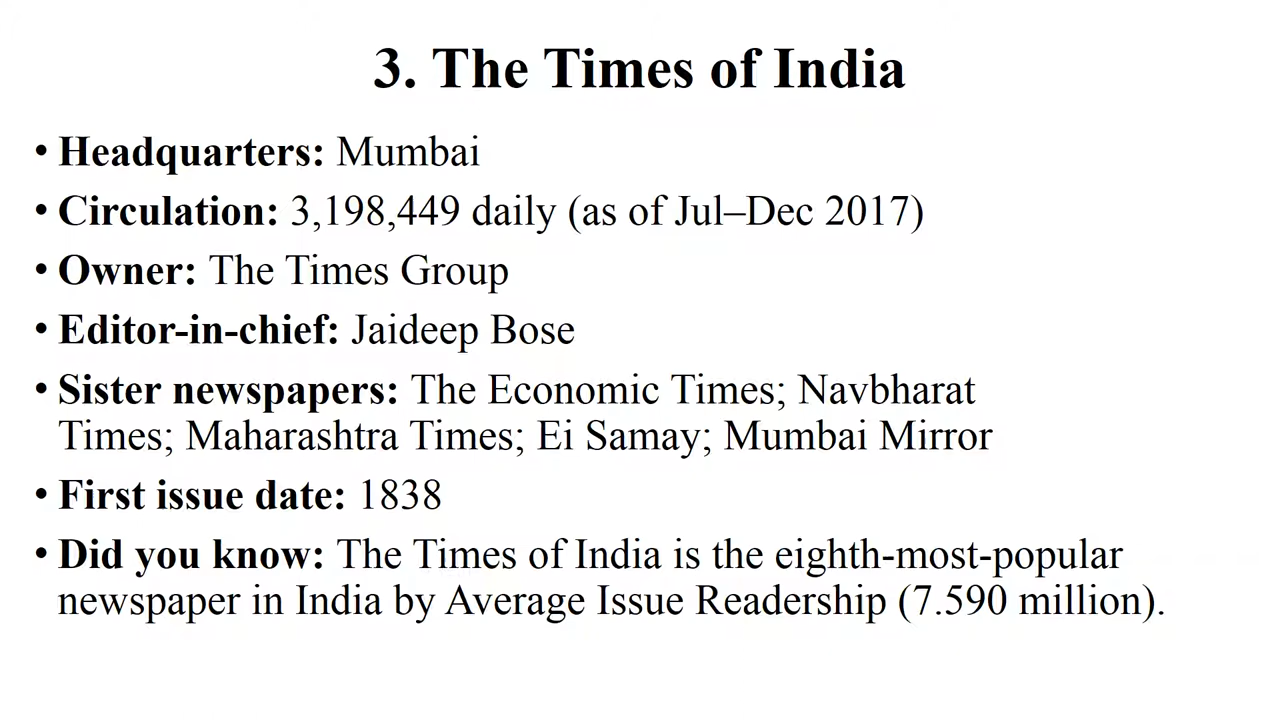 3. The Times of India
• Headquarters: Mumbai
• Circulation: 3,198,449 daily (as of Jul–Dec 2017)
• Owner: The Times Group
• Editor-in-chief: Jaideep Bose
• Sister newspapers: The Economic Times; Navbharat
Times; Maharashtra Times; Ei Samay; Mumbai Mirror
• First issue date: 1838
• Did you know: The Times of India is the eighth-most-popular
newspaper in India by Average Issue Readership (7.590 million).